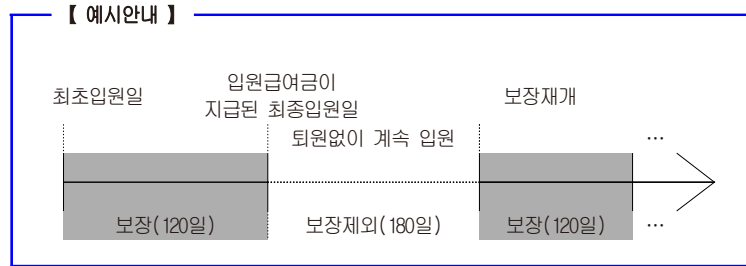 【 예시안내 】
최초입원일
입원급여금이
지급된 최종입원일
보장재개
퇴원없이 계속 입원
…
보장(120일)
보장제외(180일)
보장(120일)
…